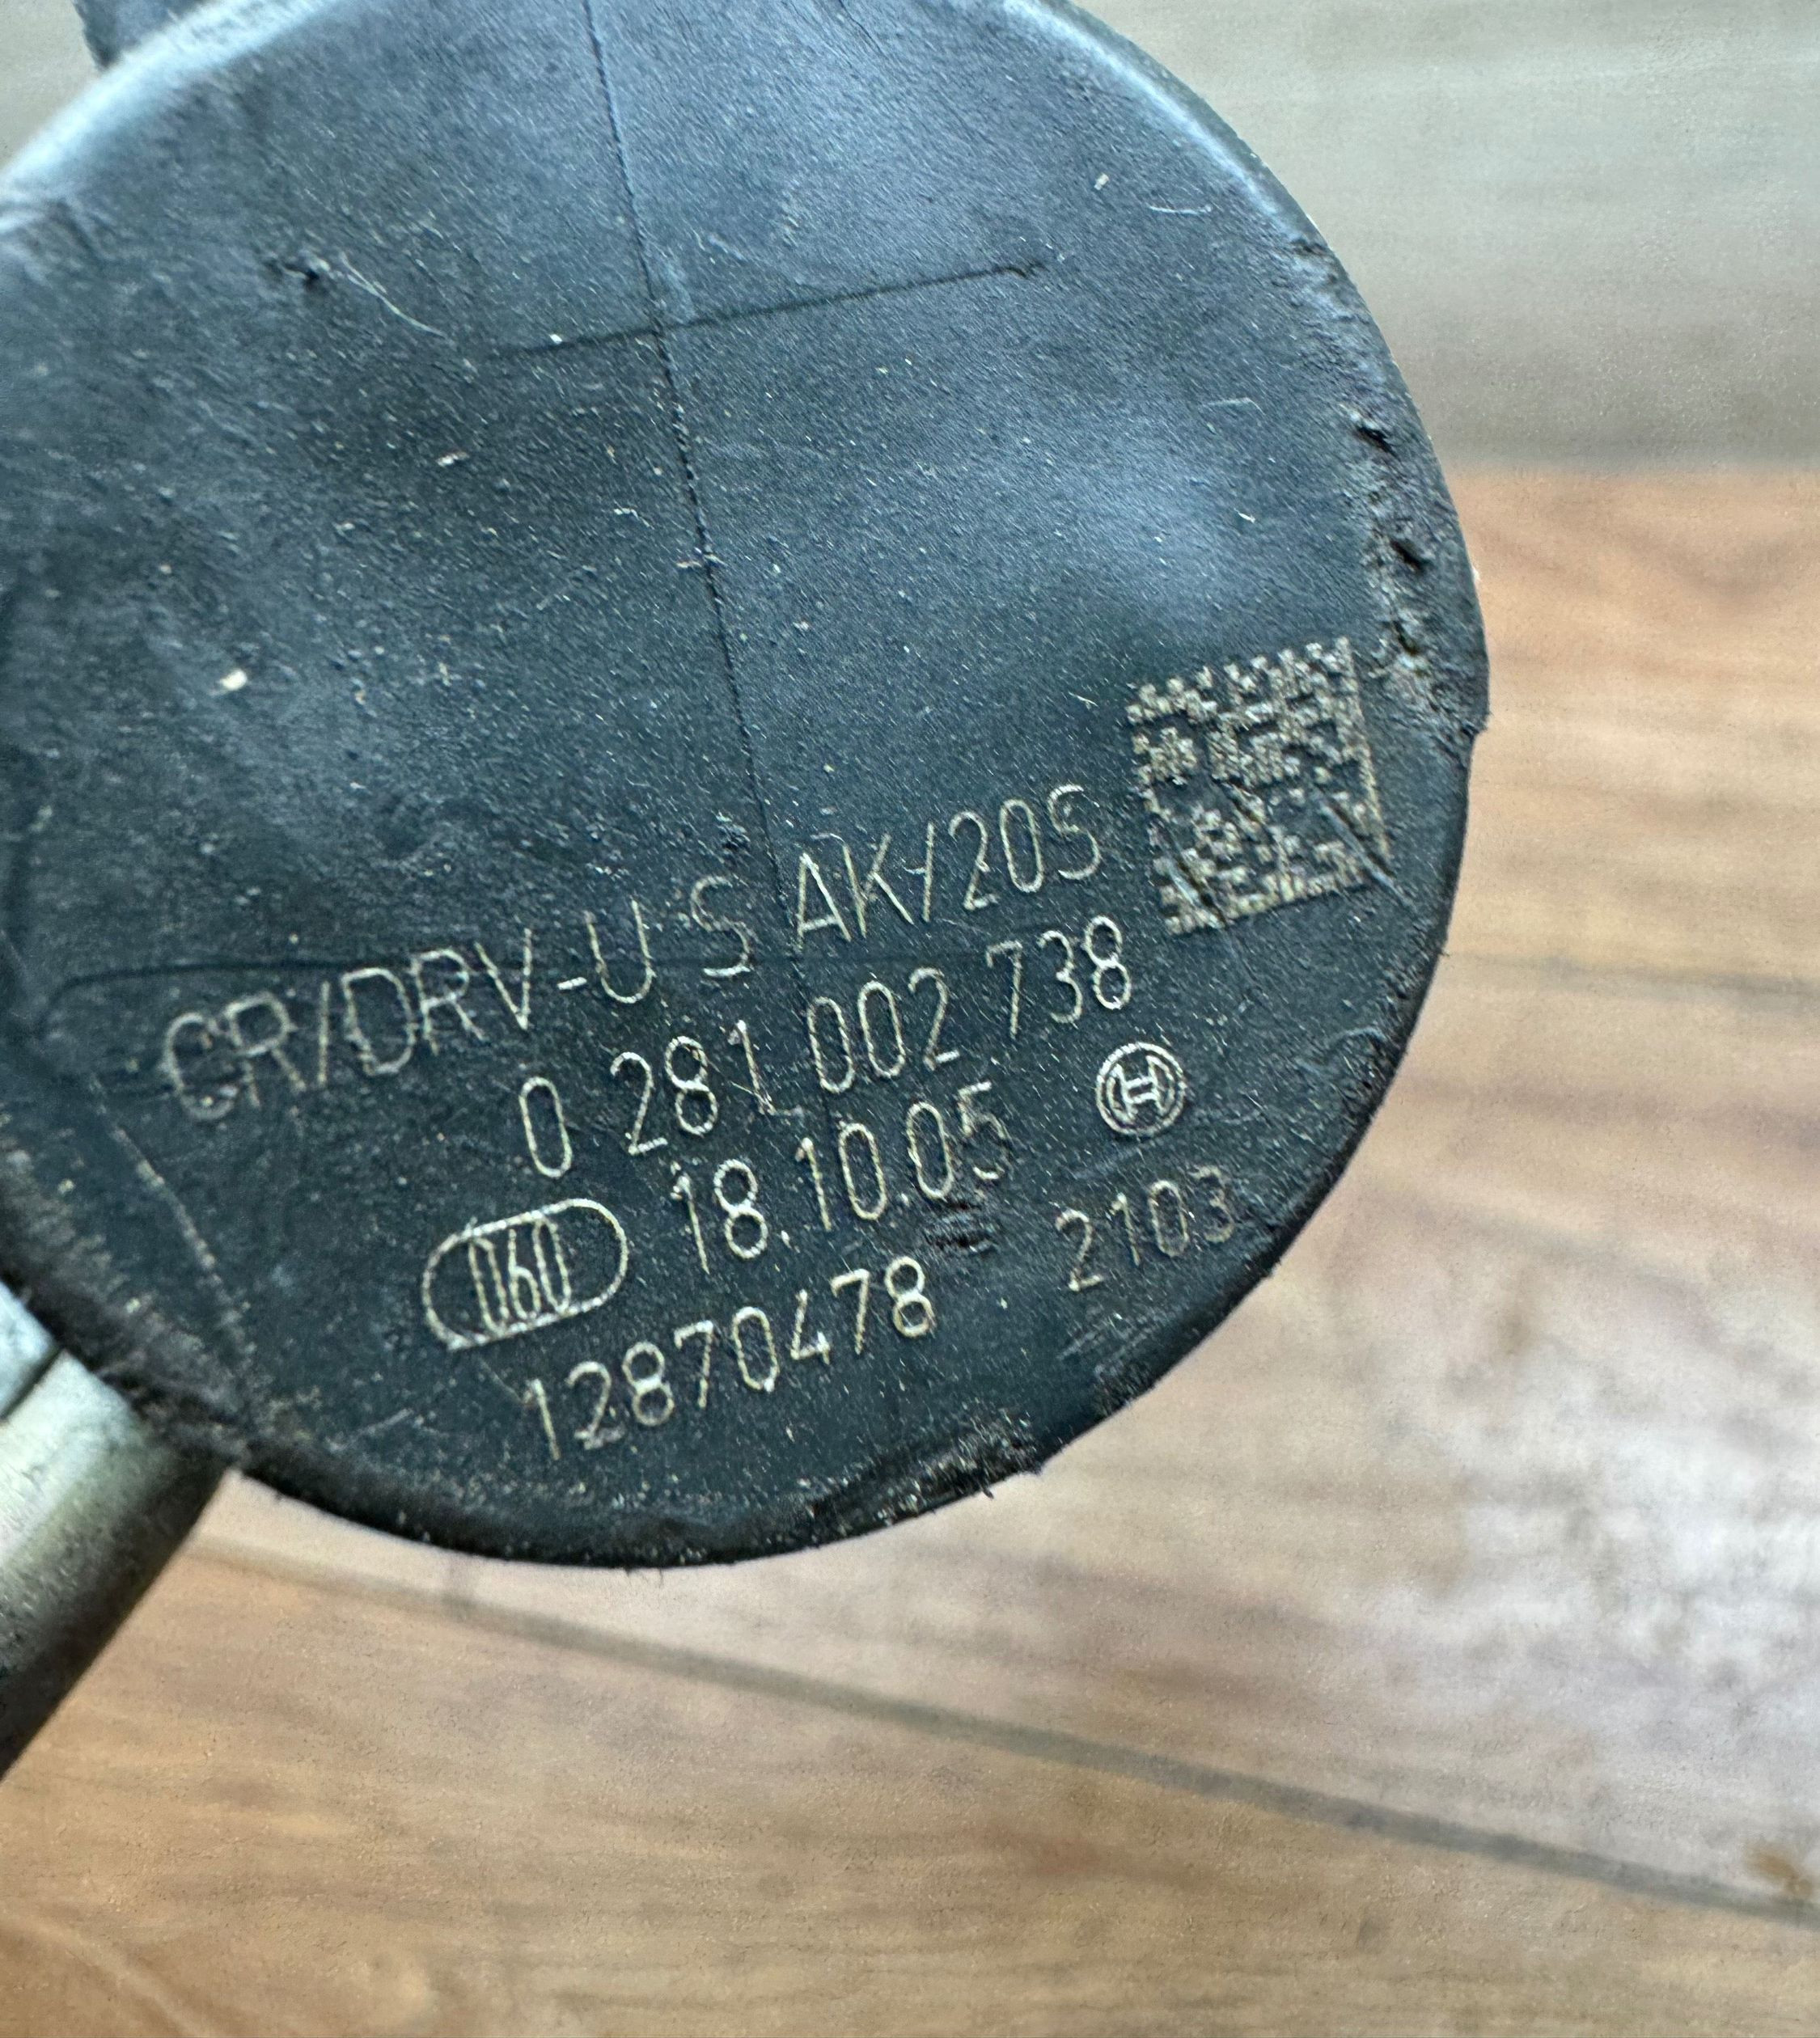 CR/DRV-U S AK/20S
0 281 002 738
060 18.10.05
12870478 2103